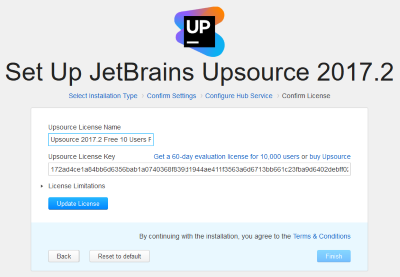 UP
Set Up JetBrains Upsource 2017.2
Select Installation Type Confirm Settings Configure Hub Service Confirm License
Upsource License Name
Upsource 2017.2 Free 10 Users
Upsource License Key Get a 60-day evaluation license for 10,000 users or buy Upsource
License Limitations
Update License
By continuing with the installation, you agree to the Terms & Conditions
Back Reset to default Finish